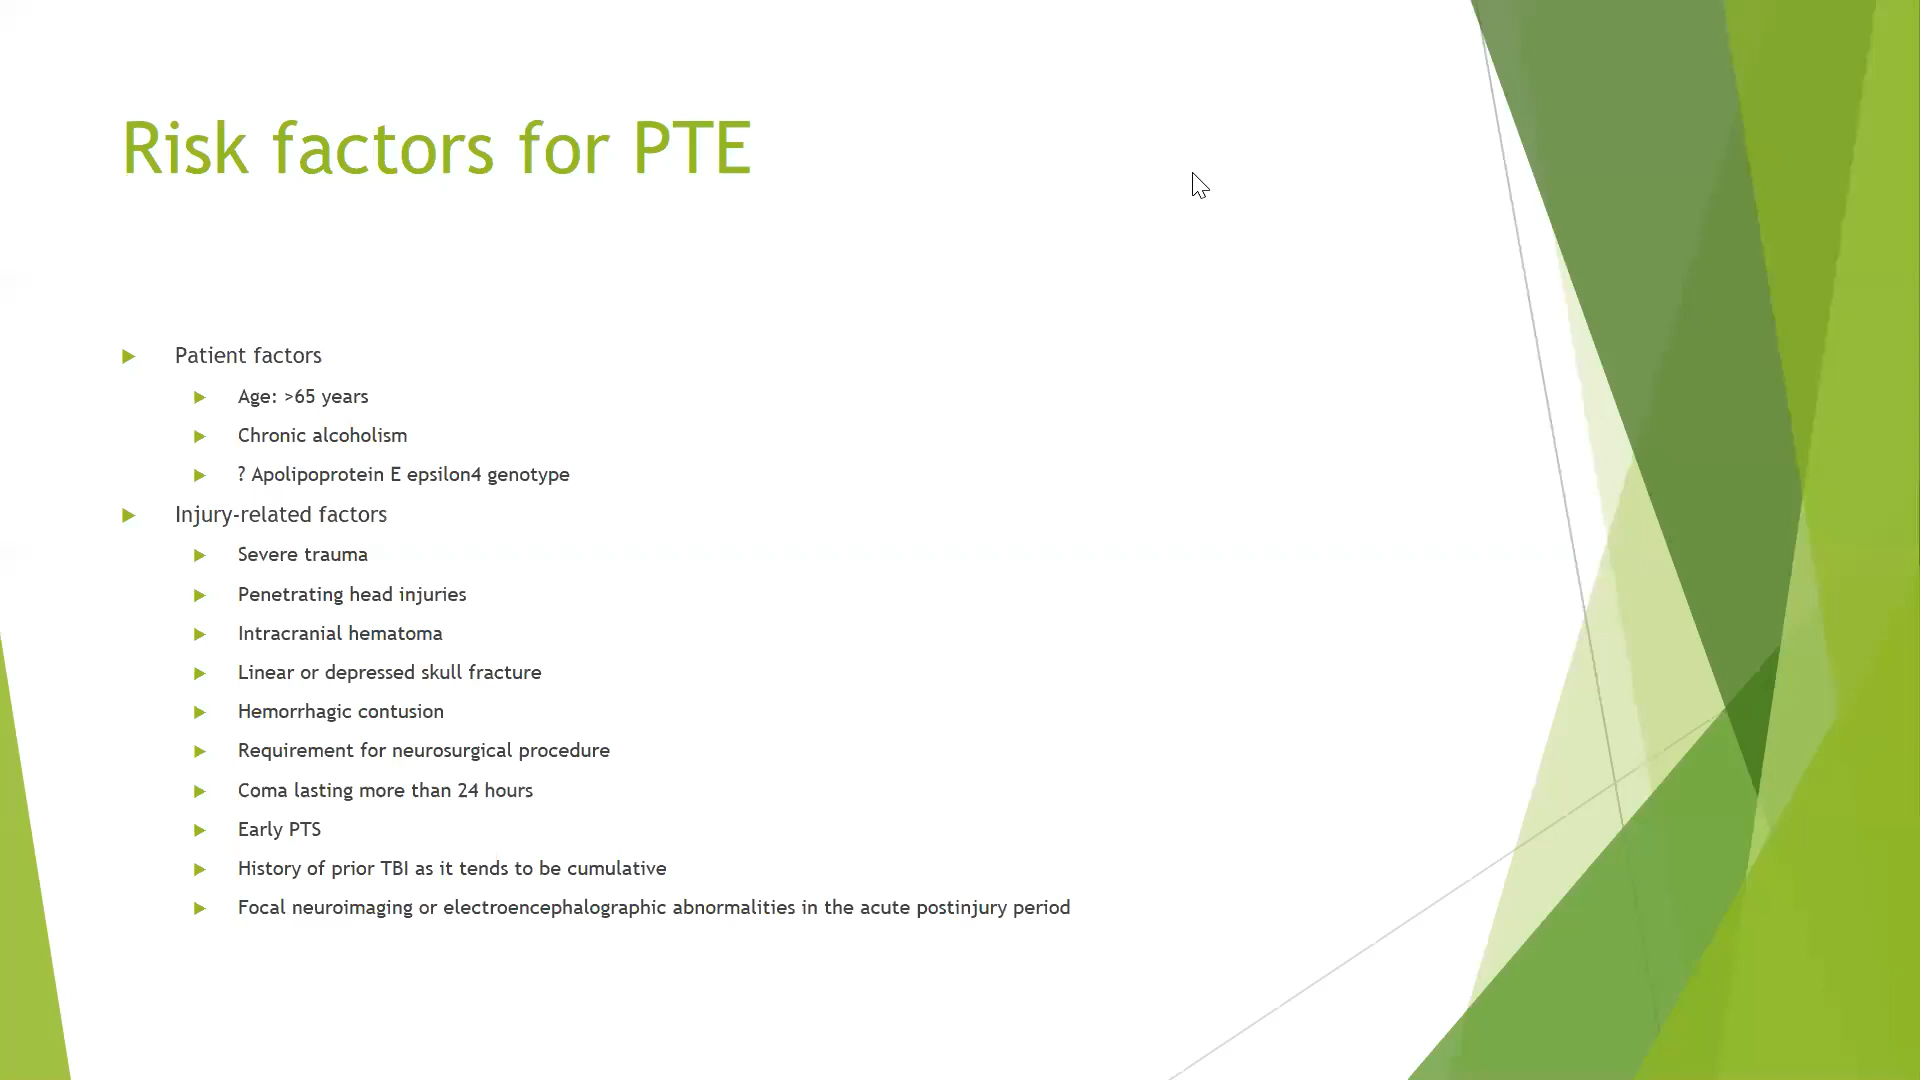 Risk factors for PTE
Patient factors
Age: >65 years
Chronic alcoholism
? Apolipoprotein E epsilon4 genotype
Injury-related factors
Severe trauma
Penetrating head injuries
Intracranial hematoma
Linear or depressed skull fracture
Hemorrhagic contusion
Requirement for neurosurgical procedure
Coma lasting more than 24 hours
Early PTS
History of prior TBI as it tends to be cumulative
Focal neuroimaging or electroencephalographic abnormalities in the acute postinjury period